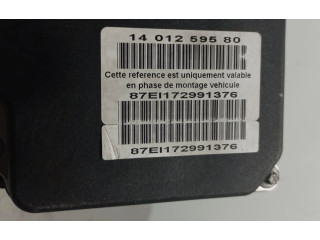 14 012 595 80
Cette reference est uniquement valable
en phase de montage vehicule
87EI172991376
87EI172991376